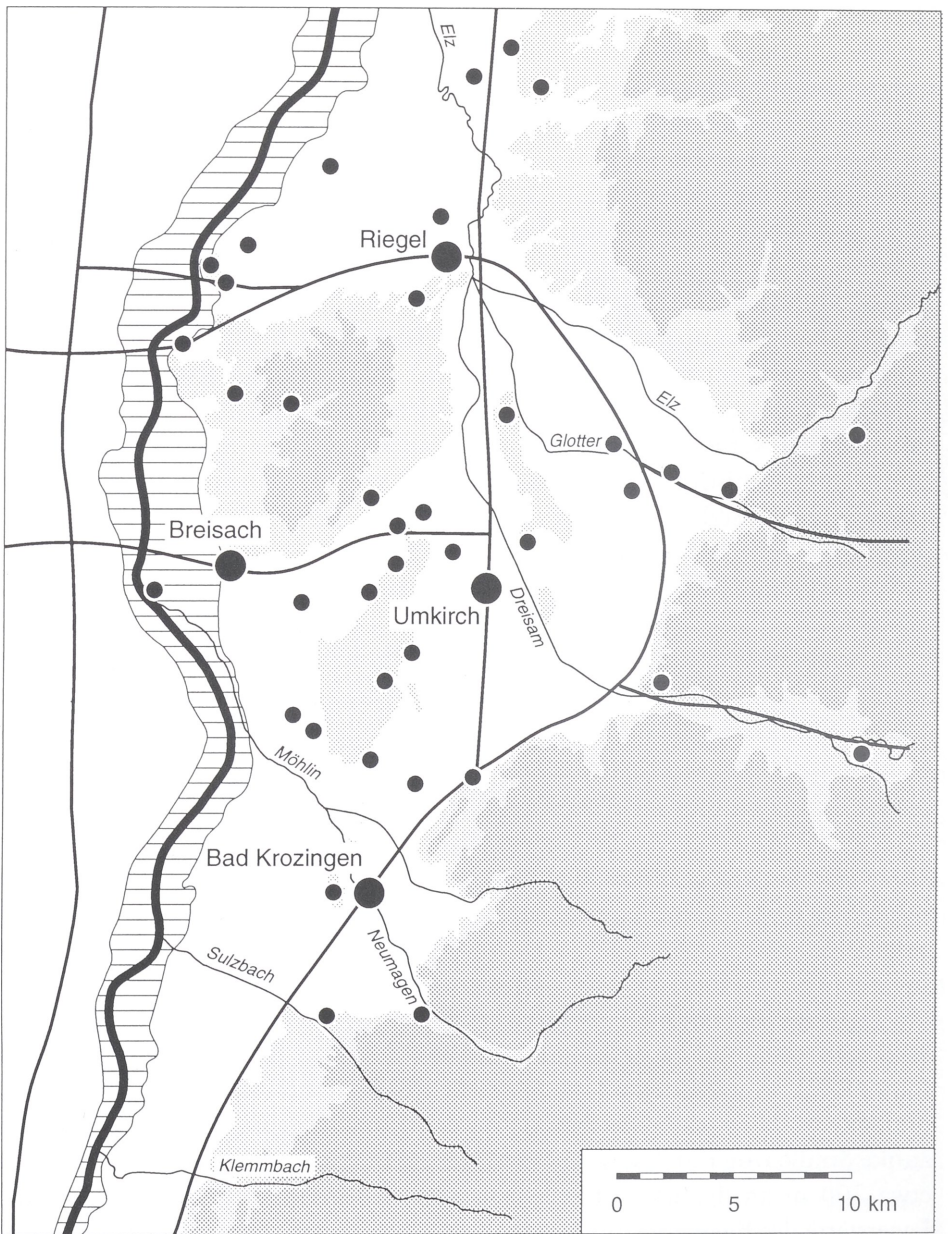 Elz
Riegel
Elz
Glotter
Breisach
Umkirch
Dreisam
Möhlin
Bad Krozingen
Neumagen
Sulzbach
Klemmbach
0 5 10 km